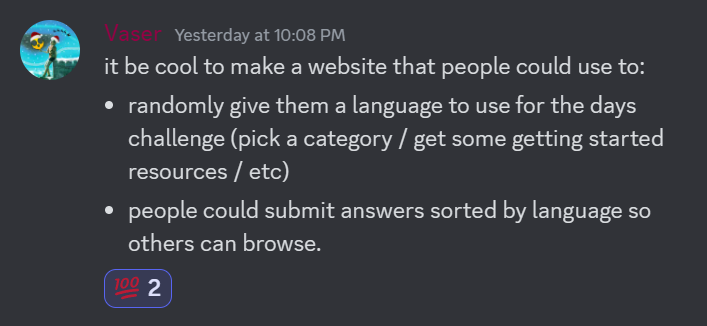 Vaser Yesterday at 10:08 PM
it be cool to make a website that people could use to:
• randomly give them a language to use for the days
challenge (pick a category / get some getting started
resources / etc)
• people could submit answers sorted by language so
others can browse.
💯 2